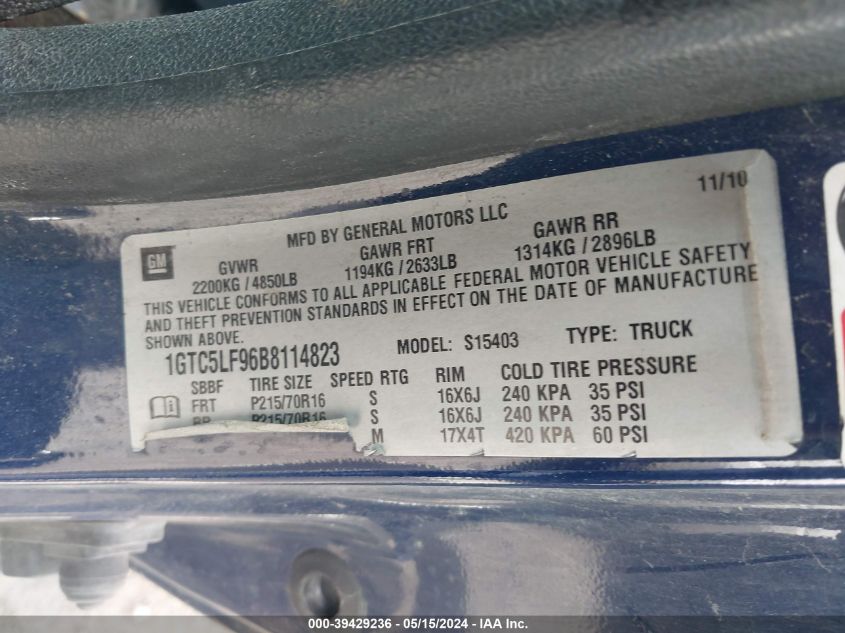 11/10
MFD BY GENERAL MOTORS LLC
GM
GVWR GAWR FRT GAWR RR
2200KG / 4850LB 1194KG / 2633LB 1314KG / 2896LB
THIS VEHICLE CONFORMS TO ALL APPLICABLE FEDERAL MOTOR VEHICLE SAFETY
AND THEFT PREVENTION STANDARDS IN EFFECT ON THE DATE OF MANUFACTURE
SHOWN ABOVE.
1GTC5LF96B8114823 MODEL: S15403 TYPE: TRUCK
SBBF TIRE SIZE SPEED RTG RIM COLD TIRE PRESSURE
FRT P215/70R16 S 16X6J 240 KPA 35 PSI
RR P215/70R16 S 16X6J 240 KPA 35 PSI
M 17X4T 420 KPA 60 PSI
000-39429236 - 05/15/2024 - IAA Inc.